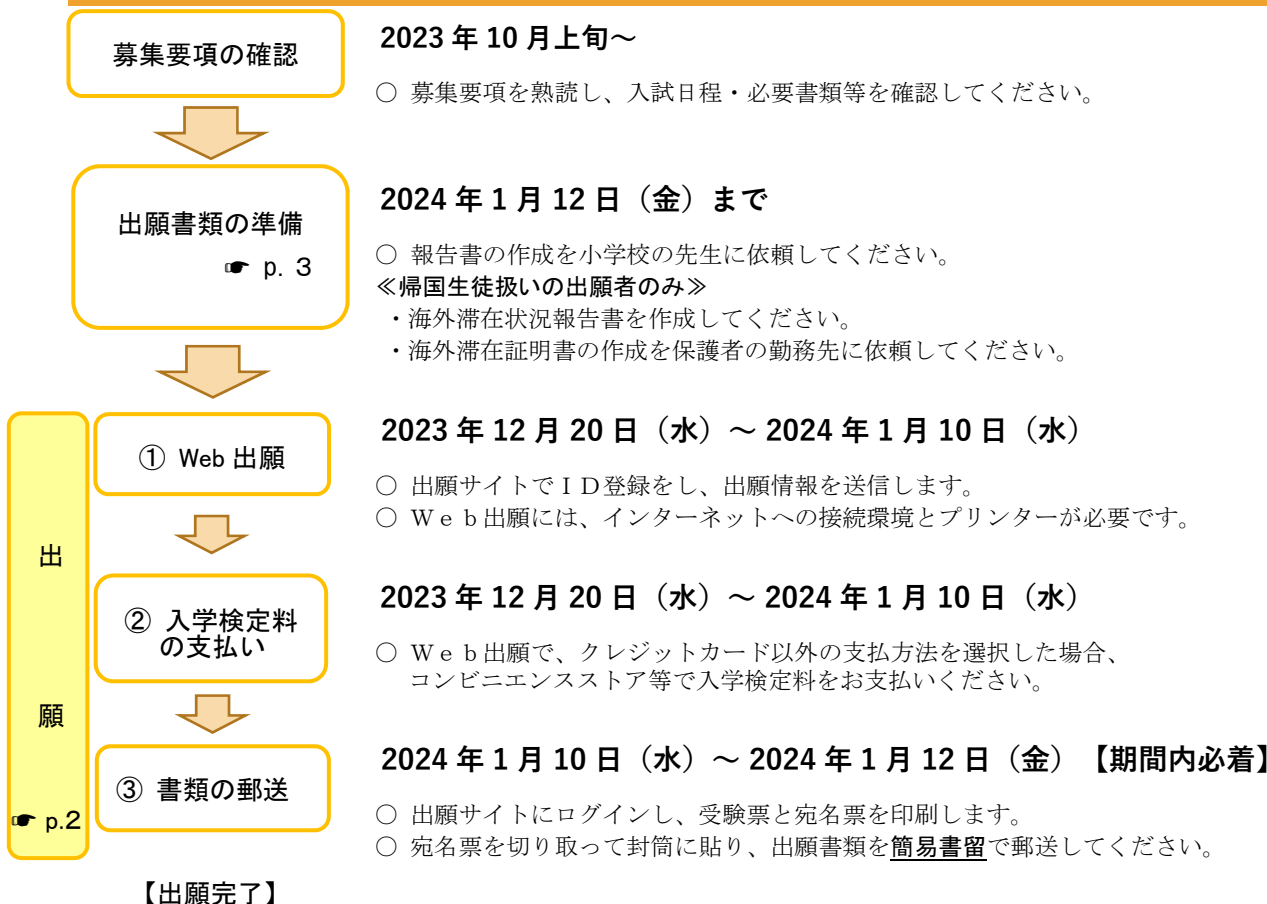 募集要項の確認
2023 年 10 月上旬～
○ 募集要項を熟読し、入試日程・必要書類等を確認してください。
出願書類の準備
☛ p. 3
2024 年 1 月 12 日（金）まで
○ 報告書の作成を小学校の先生に依頼してください。
≪帰国生徒扱いの出願者のみ≫
・海外滞在状況報告書を作成してください。
・海外滞在証明書の作成を保護者の勤務先に依頼してください。
出願
☛ p.2
① Web 出願
2023 年 12 月 20 日（水）～ 2024 年 1 月 10 日（水）
○ 出願サイトでＩＤ登録をし、出願情報を送信します。
○ Ｗｅｂ出願には、インターネットへの接続環境とプリンターが必要です。
② 入学検定料
の支払い
2023 年 12 月 20 日（水）～ 2024 年 1 月 10 日（水）
○ Ｗｅｂ出願で、クレジットカード以外の支払方法を選択した場合、
コンビニエンスストア等で入学検定料をお支払いください。
③ 書類の郵送
2024 年 1 月 10 日（水）～ 2024 年 1 月 12 日（金）【期間内必着】
○ 出願サイトにログインし、受験票と宛名票を印刷します。
○ 宛名票を切り取って封筒に貼り、出願書類を簡易書留で郵送してください。
【出願完了】